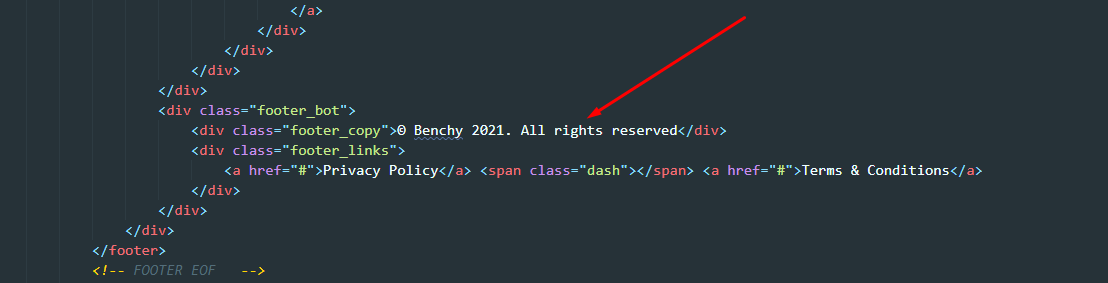 </a>
</div>
</div>
</div>
</div>
<div class="footer_bot">
<div class="footer_copy">© Benchy 2021. All rights reserved</div>
<div class="footer_links">
<a href="#">Privacy Policy</a> <span class="dash"></span> <a href="#">Terms & Conditions</a>
</div>
</div>
</div>
</footer>
<!-- FOOTER EOF   -->